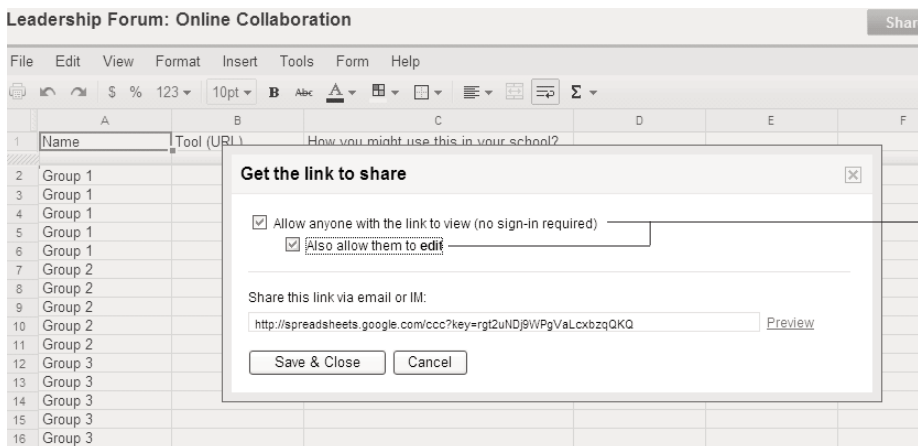 Leadership Forum: Online Collaboration
Shar
File Edit View Format Insert Tools Form Help
$ % 123 10pt B Abc A Σ
A B C D E F
1 Name Tool (URL) How you might use this in your school?
Get the link to share
2 Group 1
3 Group 1
4 Group 1
Allow anyone with the link to view (no sign-in required)
5 Group 1
Also allow them to edit
6 Group 1
7 Group 2
8 Group 2
Share this link via email or IM:
9 Group 2
http://spreadsheets.google.com/ccc?key=rgt2uNDj9WPgVaLcxbzqQKQ Preview
10 Group 2
11 Group 2
Save & Close Cancel
12 Group 3
13 Group 3
14 Group 3
15 Group 3
16 Group 3